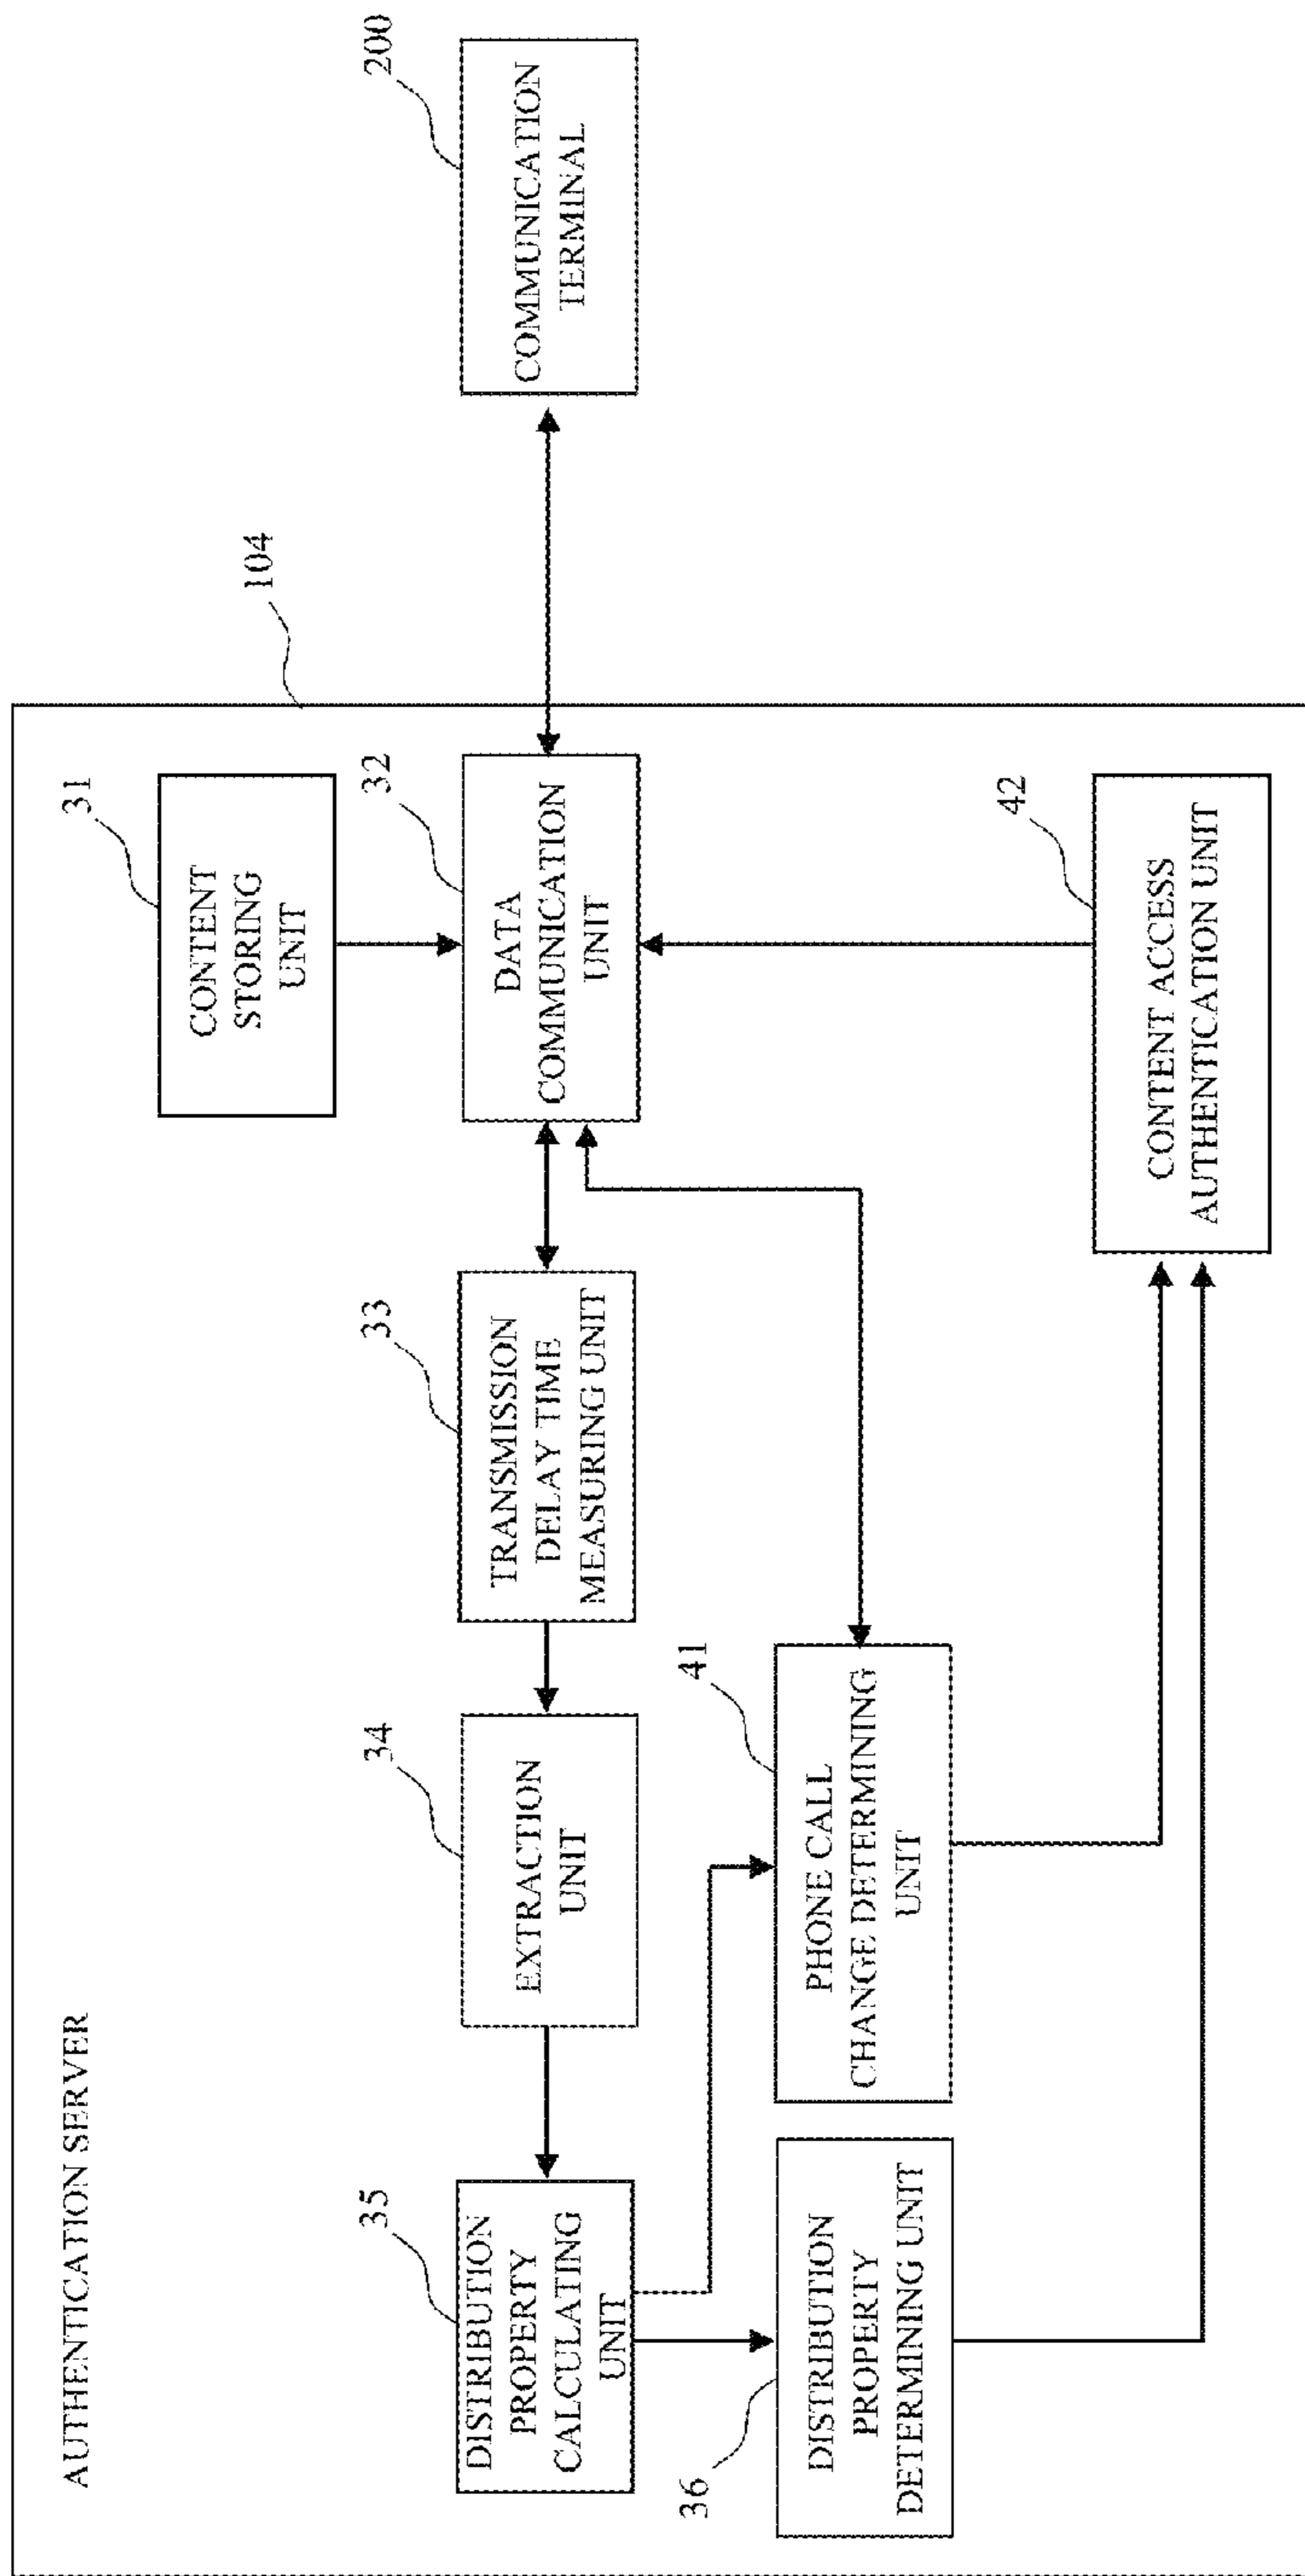 AUTHENTICATION SERVER
104
31
CONTENT
STORING
UNIT
35
DISTRIBUTION
PROPERTY
CALCULATING
UNIT
34
EXTRACTION
UNIT
33
TRANSMISSION
DELAY TIME
MEASURING UNIT
32
DATA
COMMUNICATION
UNIT
200
COMMUNICATION
TERMINAL
36
DISTRIBUTION
PROPERTY
DETERMINING UNIT
41
PHONE CALL
CHANGE DETERMINING
UNIT
42
CONTENT ACCESS
AUTHENTICATION UNIT